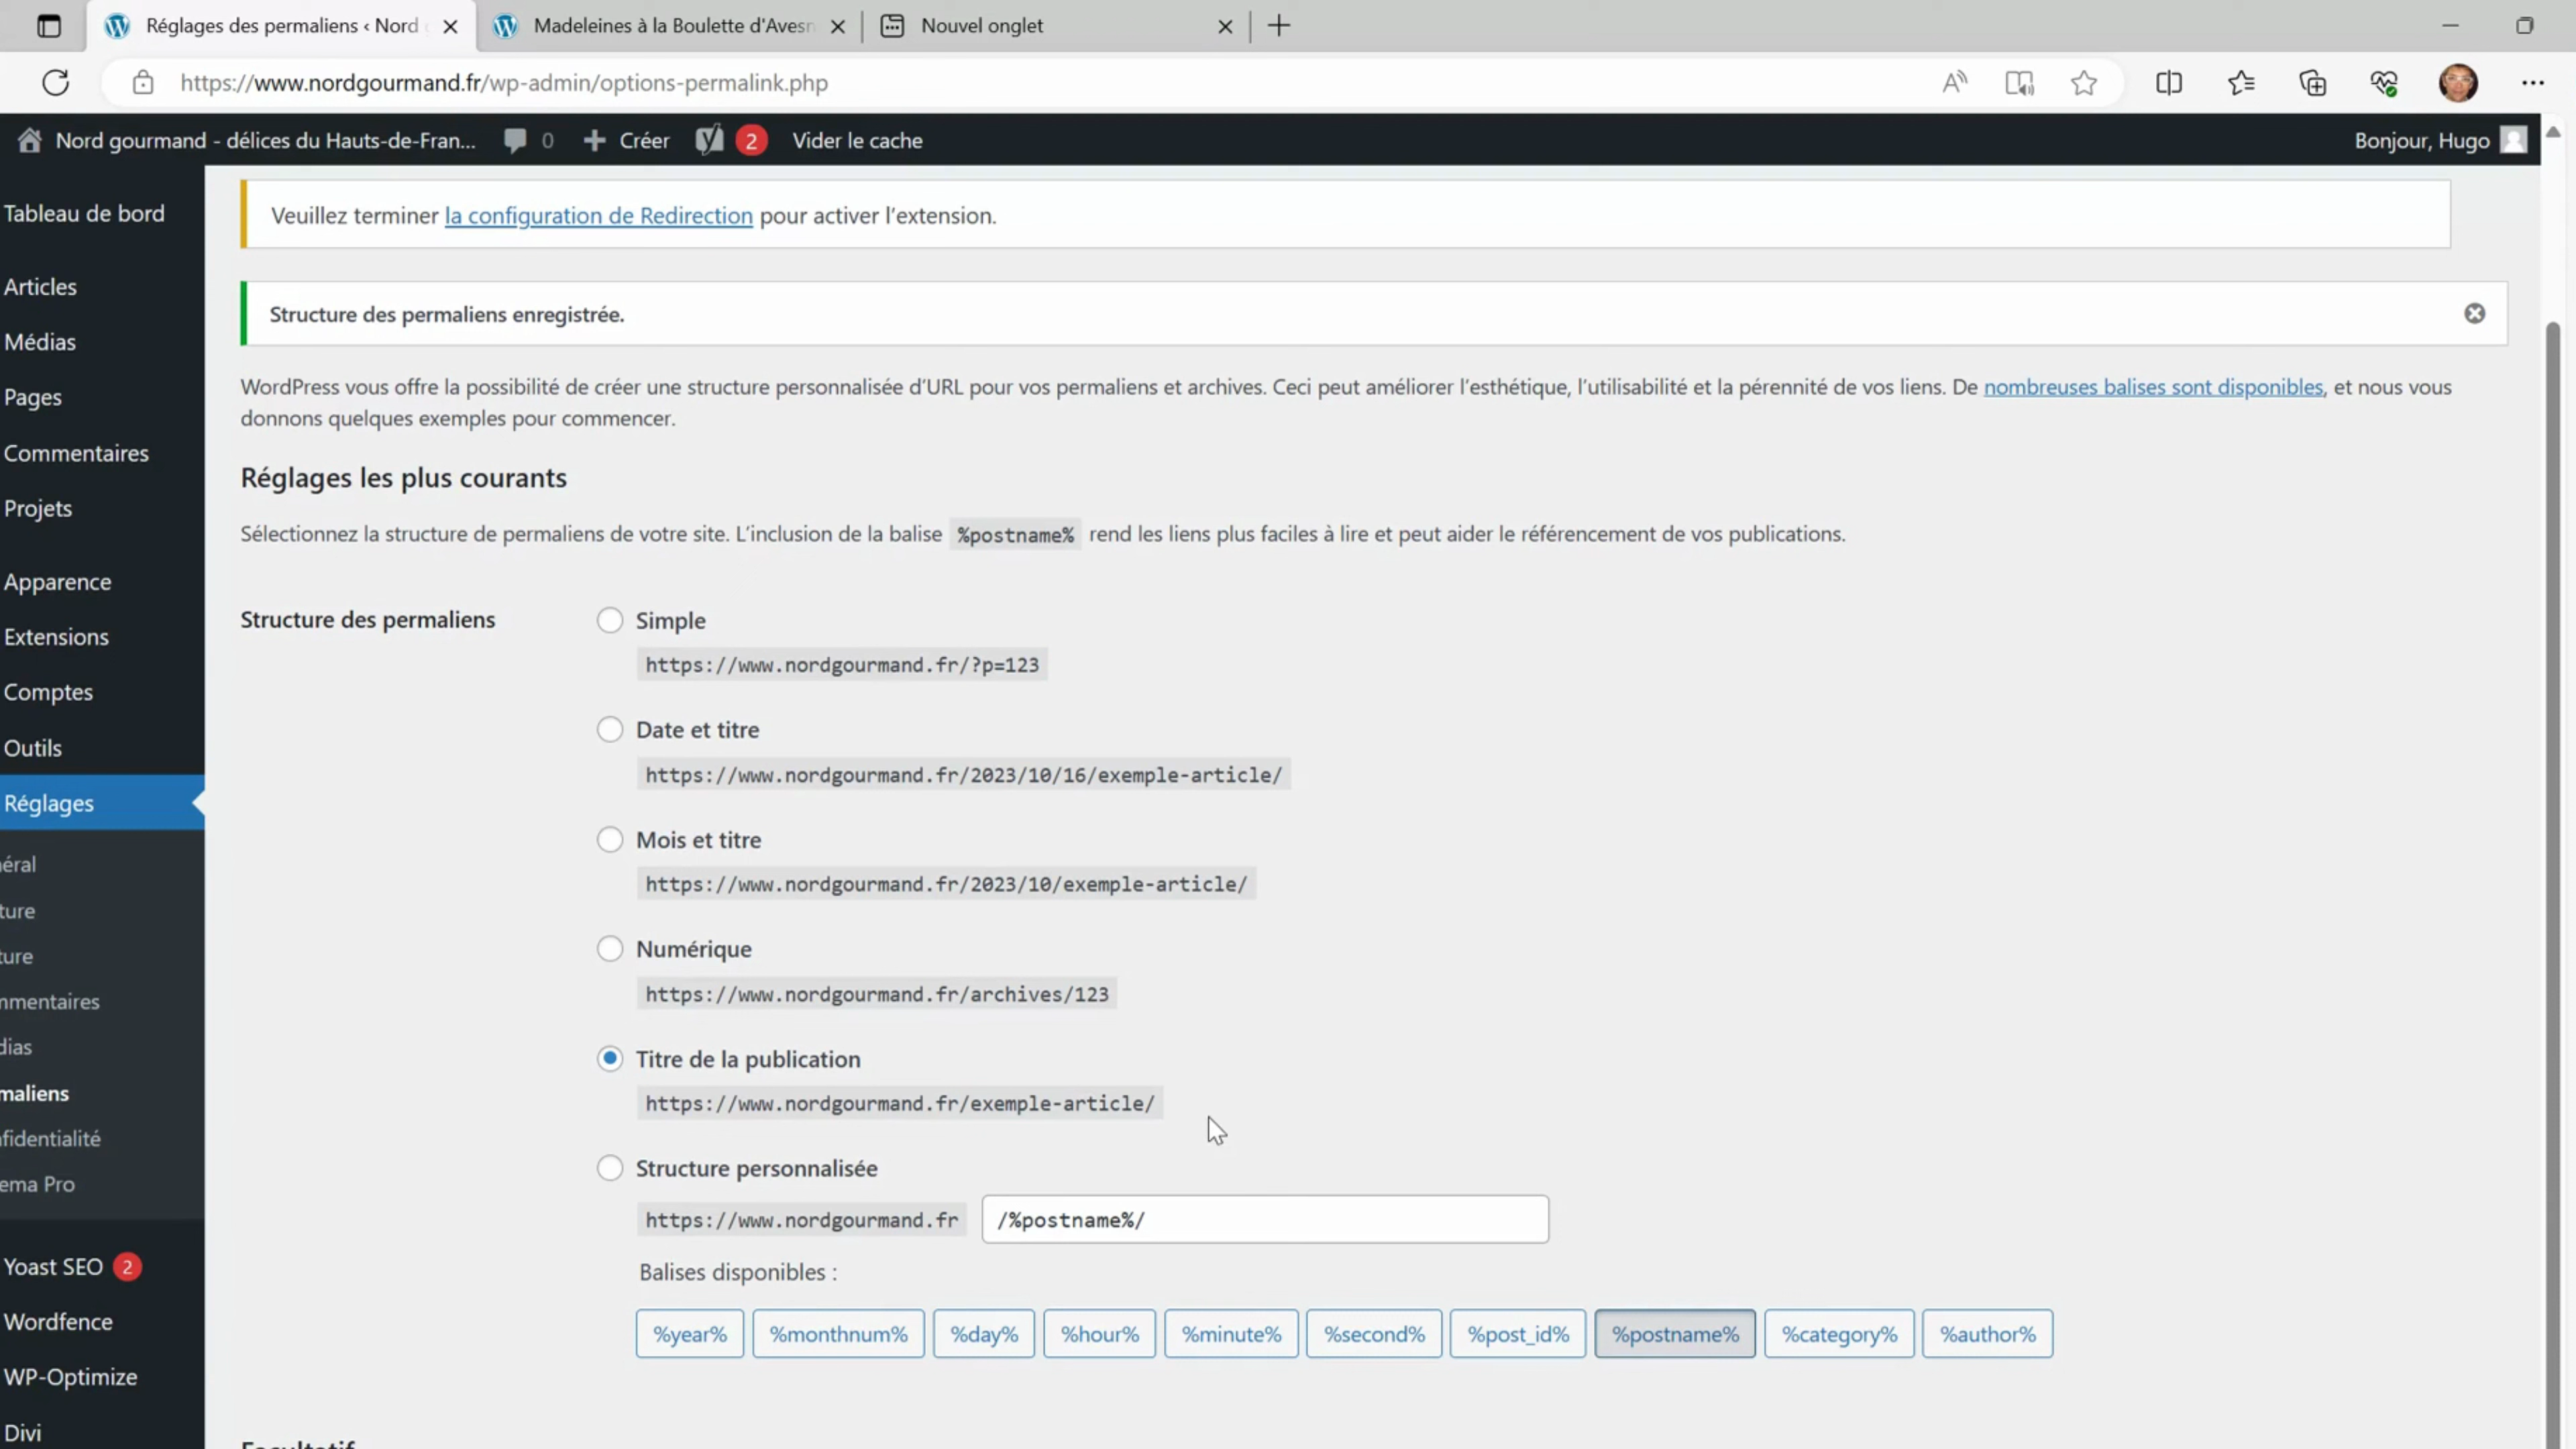 Réglages des permaliens ‹ Nord
Madeleines à la Boulette d'Avesn
Nouvel onglet
https://www.nordgourmand.fr/wp-admin/options-permalink.php
Nord gourmand - délices du Hauts-de-Fran...
0
Créer
2
Vider le cache
Bonjour, Hugo
Tableau de bord
Articles
Médias
Pages
Commentaires
Projets
Apparence
Extensions
Comptes
Outils
Réglages
éral
ture
ture
mmentaires
dias
maliens
fidentialité
ema Pro
Yoast SEO 2
Wordfence
WP-Optimize
Divi
Veuillez terminer la configuration de Redirection pour activer l'extension.
Structure des permaliens enregistrée.
WordPress vous offre la possibilité de créer une structure personnalisée d'URL pour vos permaliens et archives. Ceci peut améliorer l'esthétique, l'utilisabilité et la pérennité de vos liens. De nombreuses balises sont disponibles, et nous vous
donnons quelques exemples pour commencer.
Réglages les plus courants
Sélectionnez la structure de permaliens de votre site. L'inclusion de la balise %postname% rend les liens plus faciles à lire et peut aider le référencement de vos publications.
Structure des permaliens
Simple
https://www.nordgourmand.fr/?p=123
Date et titre
https://www.nordgourmand.fr/2023/10/16/exemple-article/
Mois et titre
https://www.nordgourmand.fr/2023/10/exemple-article/
Numérique
https://www.nordgourmand.fr/archives/123
Titre de la publication
https://www.nordgourmand.fr/exemple-article/
Structure personnalisée
https://www.nordgourmand.fr /%postname%/
Balises disponibles :
%year% %monthnum% %day% %hour% %minute% %second% %post_id% %postname% %category% %author%
Facultatif